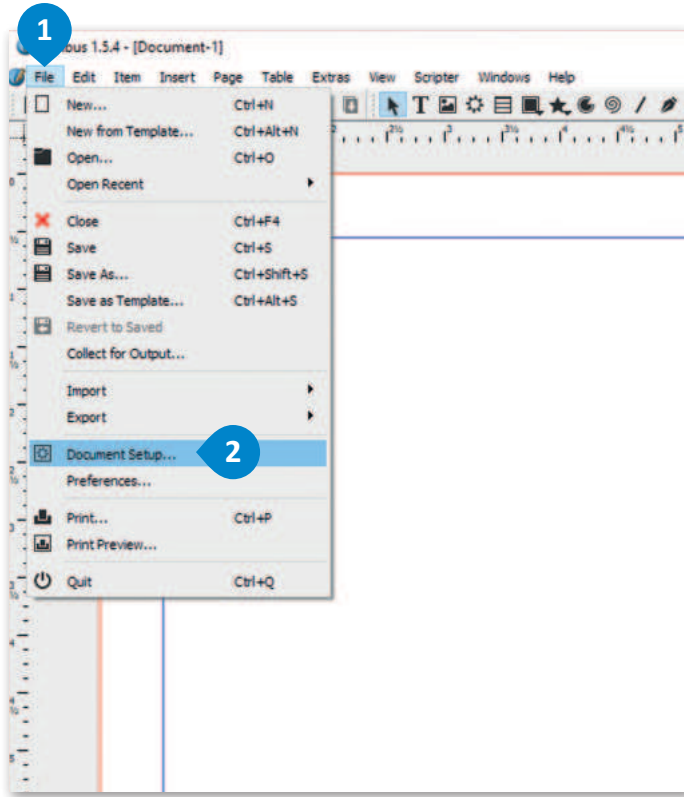 1
bus 1.5.4 - [Document-1]
File Edit Item Insert Page Table Extras View Scripter Windows Help
New... Ctrl+N
New from Template... Ctrl+Alt+N
Open... Ctrl+O
Open Recent
Close Ctrl+F4
Save Ctrl+S
Save As... Ctrl+Shift+S
Save as Template... Ctrl+Alt+S
Revert to Saved
Collect for Output...
Import
Export
Document Setup... 2
Preferences...
Print... Ctrl+P
Print Preview...
Quit Ctrl+Q